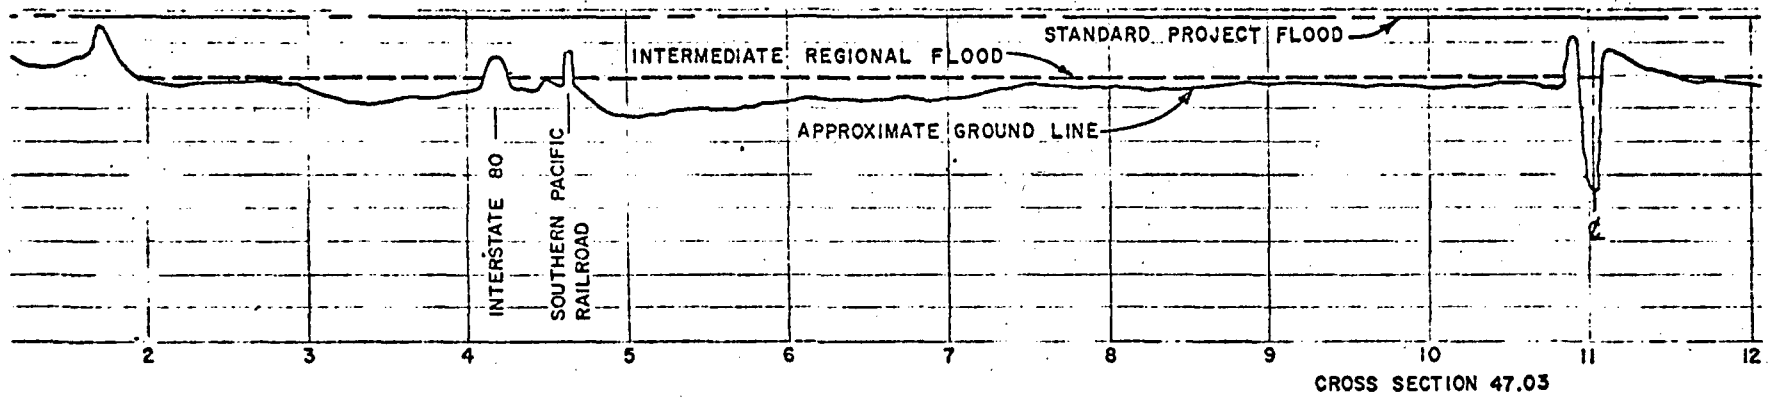 STANDARD PROJECT FLOOD
INTERMEDIATE REGIONAL FLOOD
APPROXIMATE GROUND LINE
INTERSTATE 80
SOUTHERN PACIFIC
RAILROAD
℄
2 3 4 5 6 7 8 9 10 11 12
CROSS SECTION 47.03